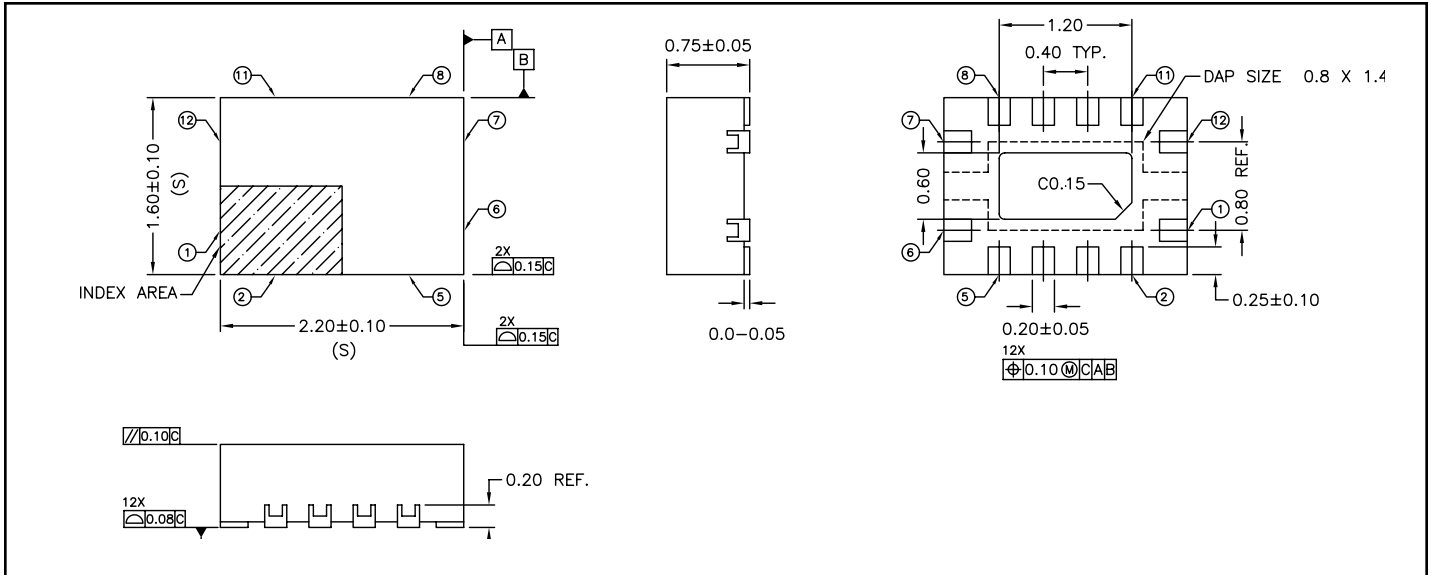 A
B
⑪
⑧
⑫
⑦
1.60±0.10
(S)
⑥
①
INDEX AREA
②
⑤
2X
⌓ 0.15 C
2.20±0.10
(S)
2X
⌓ 0.15 C
0.75±0.05
0.0−0.05
1.20
0.40 TYP.
⑧
⑪
DAP SIZE 0.8 X 1.4
⑦
⑫
0.60
C0.15
0.80 REF.
⑥
①
⑤
②
0.25±0.10
0.20±0.05
12X
⌖ 0.10 Ⓜ C A B
// 0.10 C
0.20 REF.
12X
⌓ 0.08 C